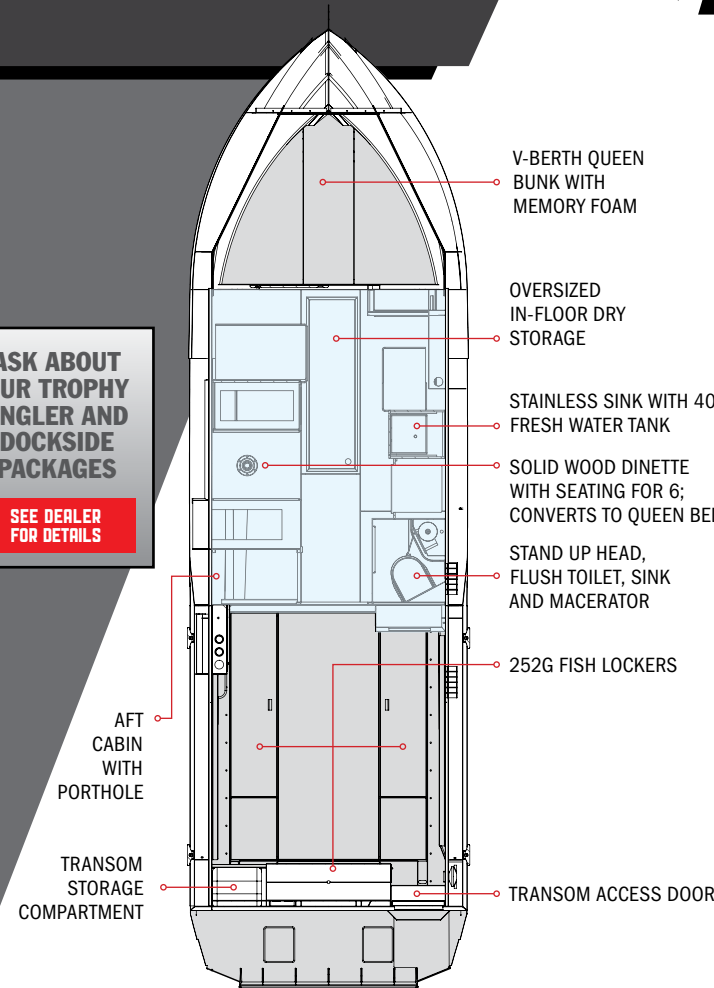 V-BERTH QUEEN
BUNK WITH
MEMORY FOAM
OVERSIZED
IN-FLOOR DRY
STORAGE
ASK ABOUT
TROPHY
AND
DOCKSIDE
PACKAGES
SEE DEALER
FOR DETAILS
STAINLESS SINK WITH 40
FRESH WATER TANK
SOLID WOOD DINETTE
WITH SEATING FOR 6;
CONVERTS TO QUEEN
STAND UP HEAD,
FLUSH TOILET, SINK
AND MACERATOR
252G FISH LOCKERS
AFT
CABIN
WITH
PORTHOLE
TRANSOM
STORAGE
COMPARTMENT
TRANSOM ACCESS DOOR